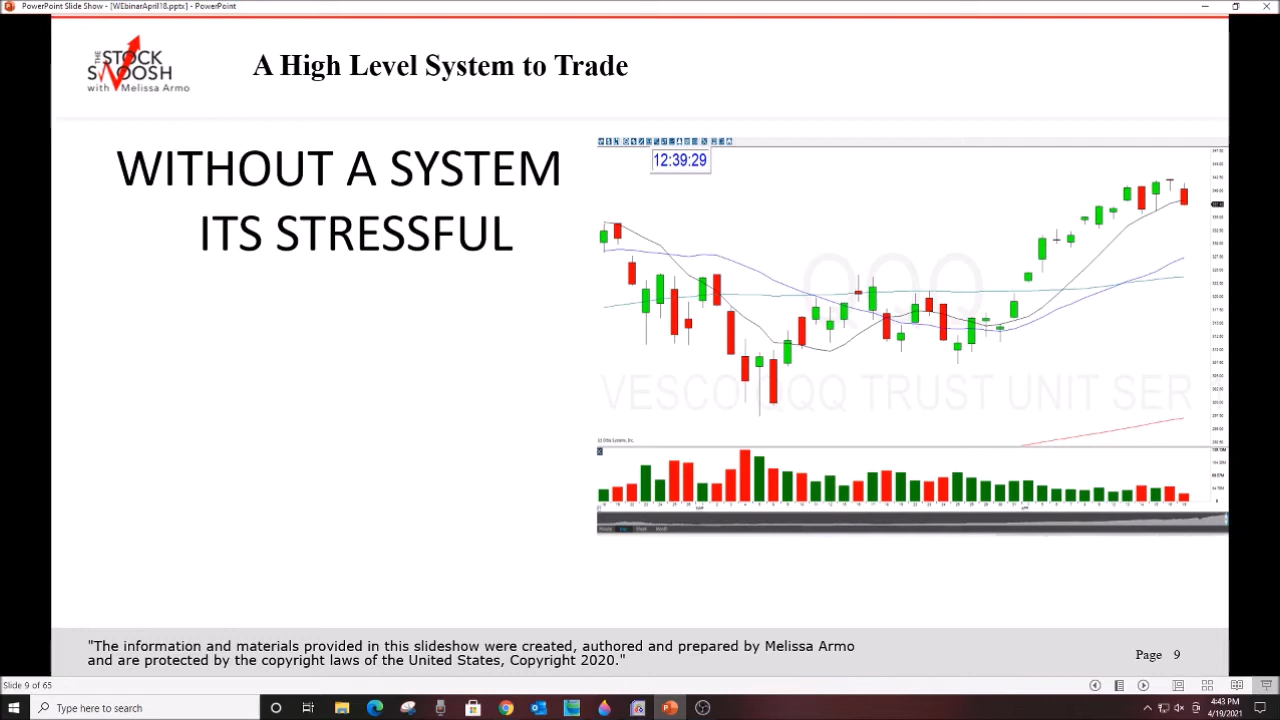 PowerPoint Slide Show - [WEbinarApril18.pptx] - PowerPoint
THE STOCK
SWOOSH
with Melissa Armo
A High Level System to Trade
WITHOUT A SYSTEM
ITS STRESSFUL
12:39:29
QQQ
VESCO QQQ TRUST UNIT SER
"The information and materials provided in this slideshow were created, authored and prepared by Melissa Armo
and are protected by the copyright laws of the United States, Copyright 2020."
Page 9
Slide 9 of 65
Type here to search
4:43 PM
4/19/2021